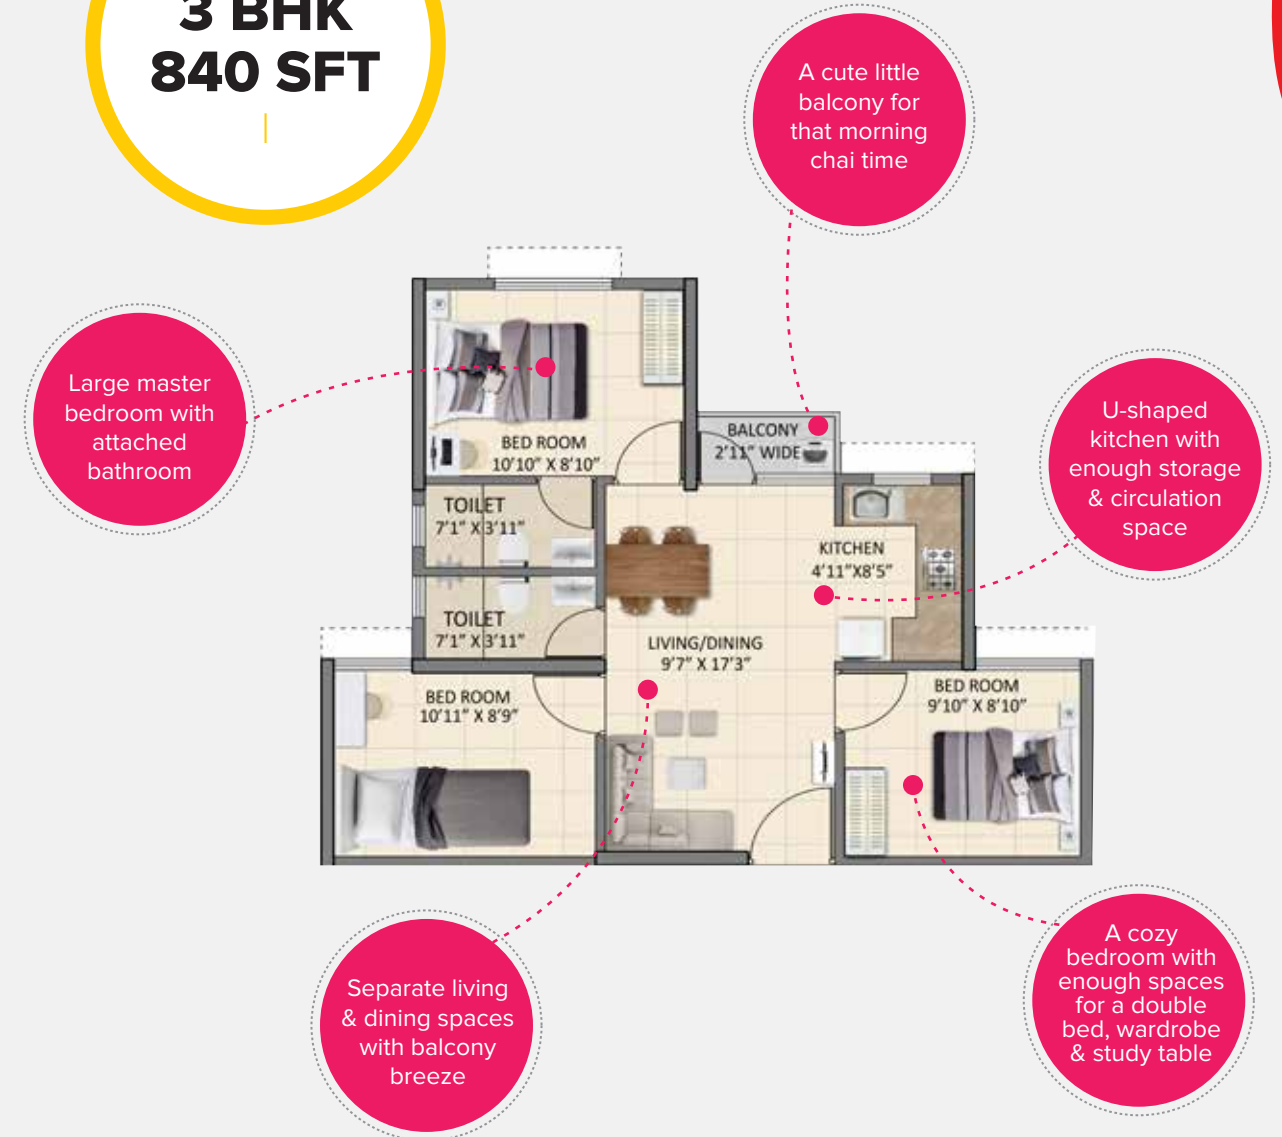 3 BHK
840 SFT
A cute little
balcony for
that morning
chai time
Large master
bedroom with
attached
bathroom
U-shaped
kitchen with
enough storage
& circulation
space
BED ROOM
10'10" X 8'10"
BALCONY
2'11" WIDE
TOILET
7'1" X 3'11"
KITCHEN
4'11"X8'5"
TOILET
7'1" X 3'11"
LIVING/DINING
9'7" X 17'3"
BED ROOM
10'11" X 8'9"
BED ROOM
9'10" X 8'10"
Separate living
& dining spaces
with balcony
breeze
A cozy
bedroom with
enough spaces
for a double
bed, wardrobe
& study table